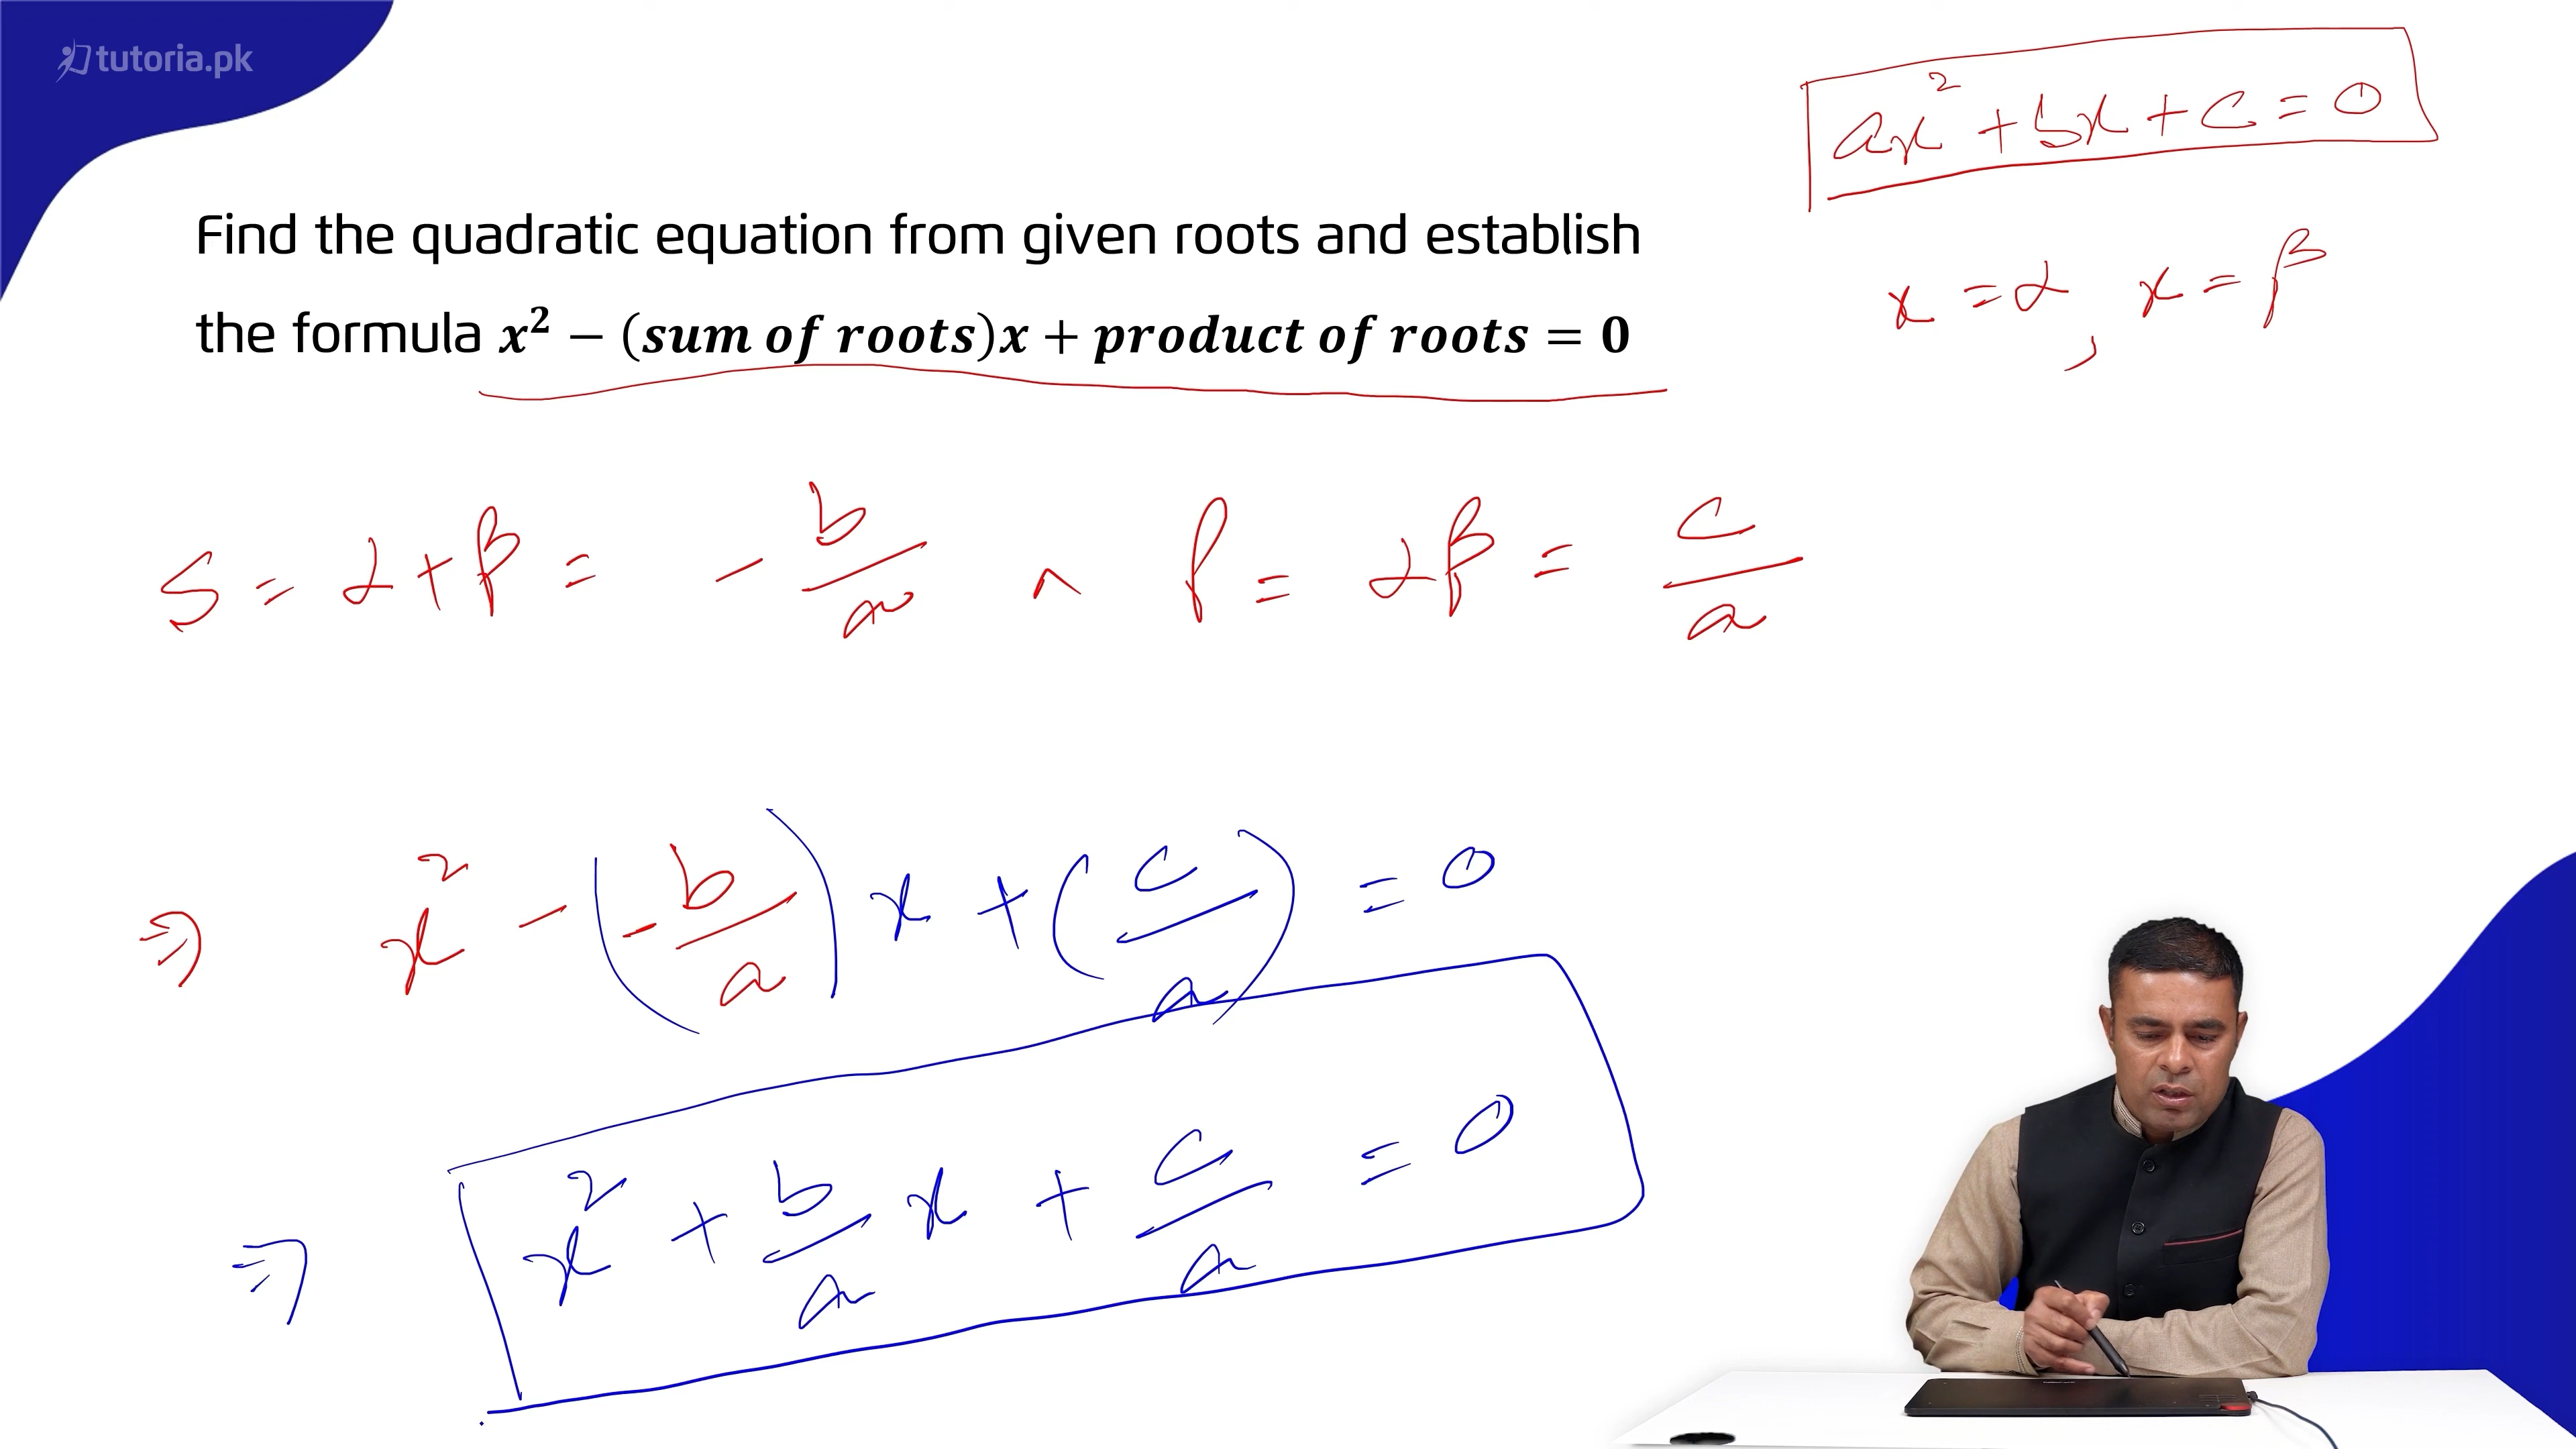 tutoria.pk
ax² + bx + c = 0
Find the quadratic equation from given roots and establish
the formula x² − (sum of roots)x + product of roots = 0
x = α , x = β
S = α + β = − b/a ^ P = αβ = c/a
⇒ x² − (− b/a) x + (c/a) = 0
⇒ x² + b/a x + c/a = 0